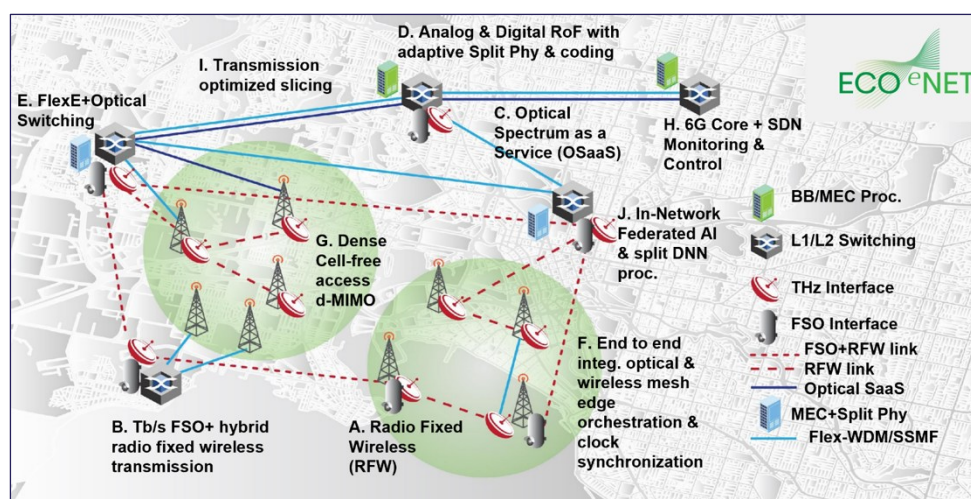 D. Analog & Digital RoF with
adaptive Split Phy & coding
ECO eNET
I. Transmission
optimized slicing
E. FlexE+Optical
Switching
C. Optical
Spectrum as a
Service (OSaaS)
H. 6G Core + SDN
Monitoring &
Control
BB/MEC Proc.
L1/L2 Switching
THz Interface
FSO Interface
FSO+RFW link
RFW link
Optical SaaS
MEC+Split Phy
Flex-WDM/SSMF
G. Dense
Cell-free
access
d-MIMO
J. In-Network
Federated AI
& split DNN
proc.
F. End to end
integ. optical &
wireless mesh
edge
orchestration &
clock
synchronization
B. Tb/s FSO+ hybrid
radio fixed wireless
transmission
A. Radio Fixed
Wireless
(RFW)